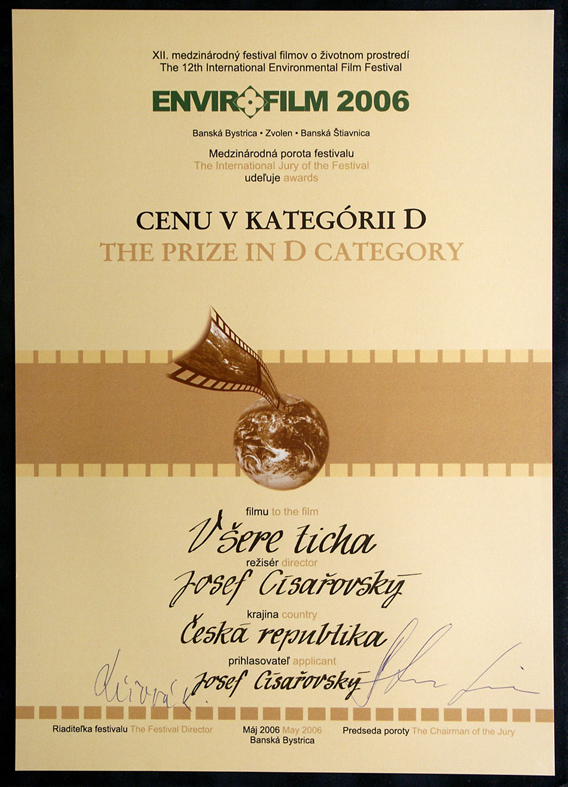 XII. medzinárodný festival filmov o životnom prostredí
The 12th International Environmental Film Festival
ENVIROFILM 2006
Banská Bystrica • Zvolen • Banská Štiavnica
Medzinárodná porota festivalu
The International Jury of the Festival
udeľuje awards
CENU V KATEGÓRII D
THE PRIZE IN D CATEGORY
filmu to the film
V šere ticha
režisér director
Josef Císařovský
krajina country
Česká republika
prihlasovateľ applicant
Josef Císařovský
Riaditeľka festivalu The Festival Director
Máj 2006 May 2006
Banská Bystrica
Predseda poroty The Chairman of the Jury